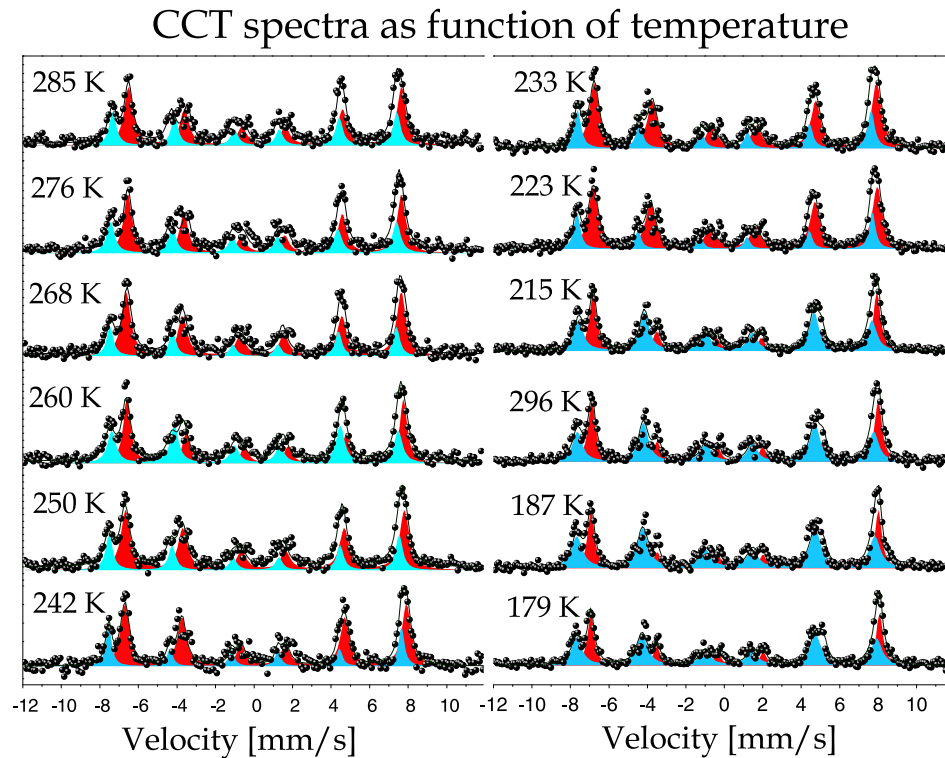 CCT spectra as function of temperature
285 K
276 K
268 K
260 K
250 K
242 K
-12 -10 -8 -6 -4 -2 0 2 4 6 8 10
Velocity [mm/s]
233 K
223 K
215 K
296 K
187 K
179 K
-12 -10 -8 -6 -4 -2 0 2 4 6 8 10
Velocity [mm/s]